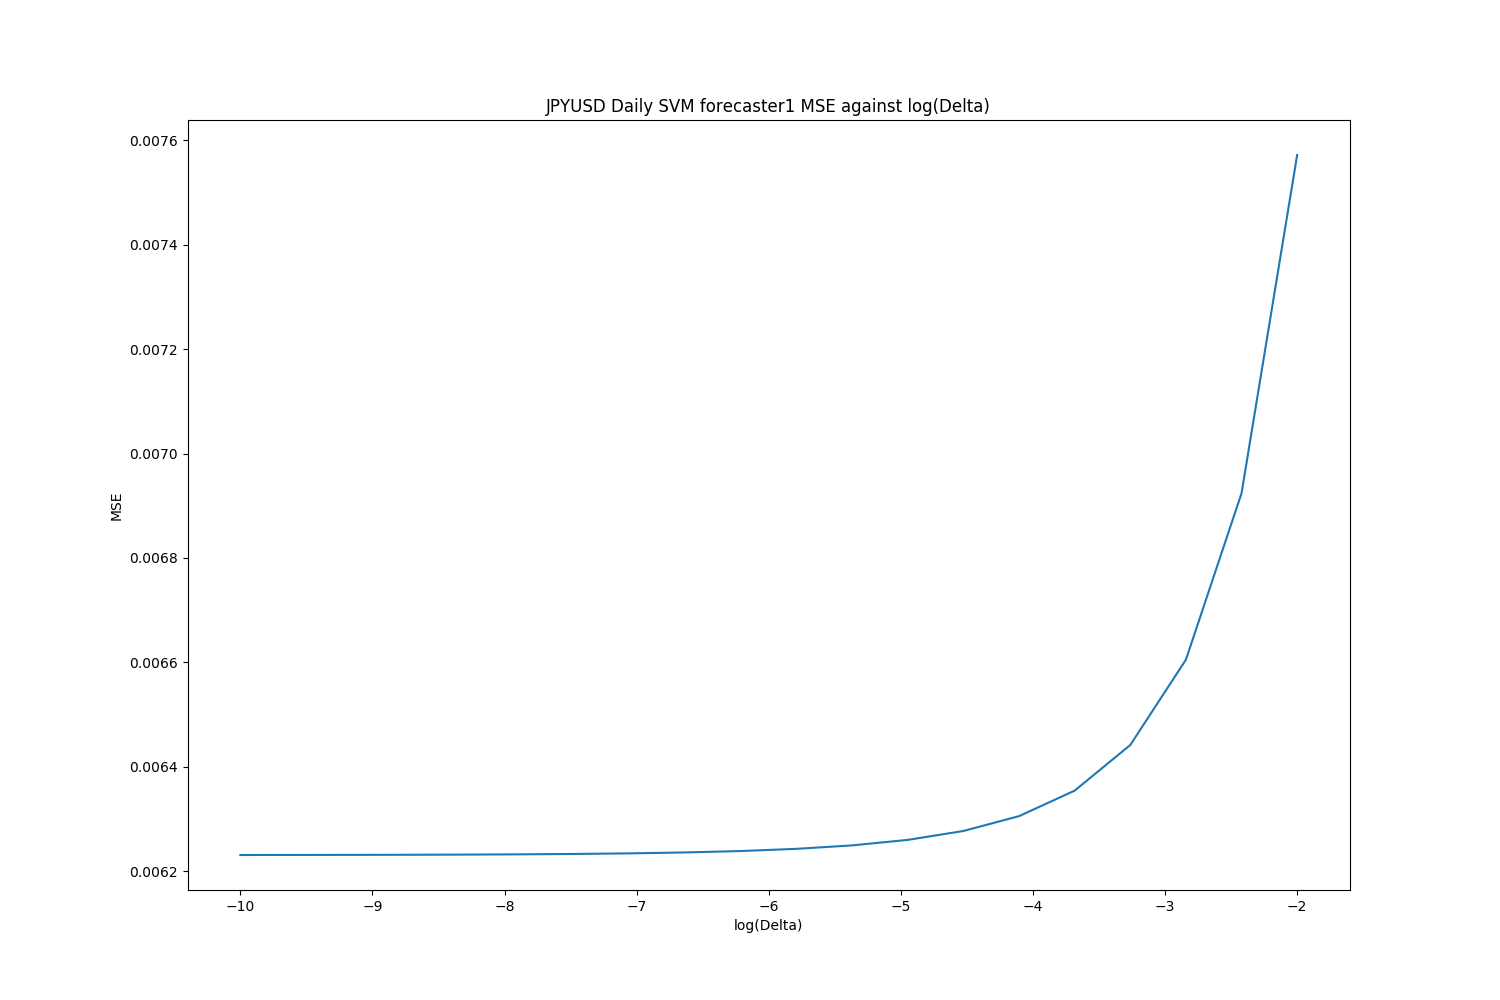 JPYUSD Daily SVM forecaster1 MSE against log(Delta)
0.0076
0.0074
0.0072
0.0070
0.0068
0.0066
0.0064
0.0062
MSE
−10 −9 −8 −7 −6 −5 −4 −3 −2
log(Delta)